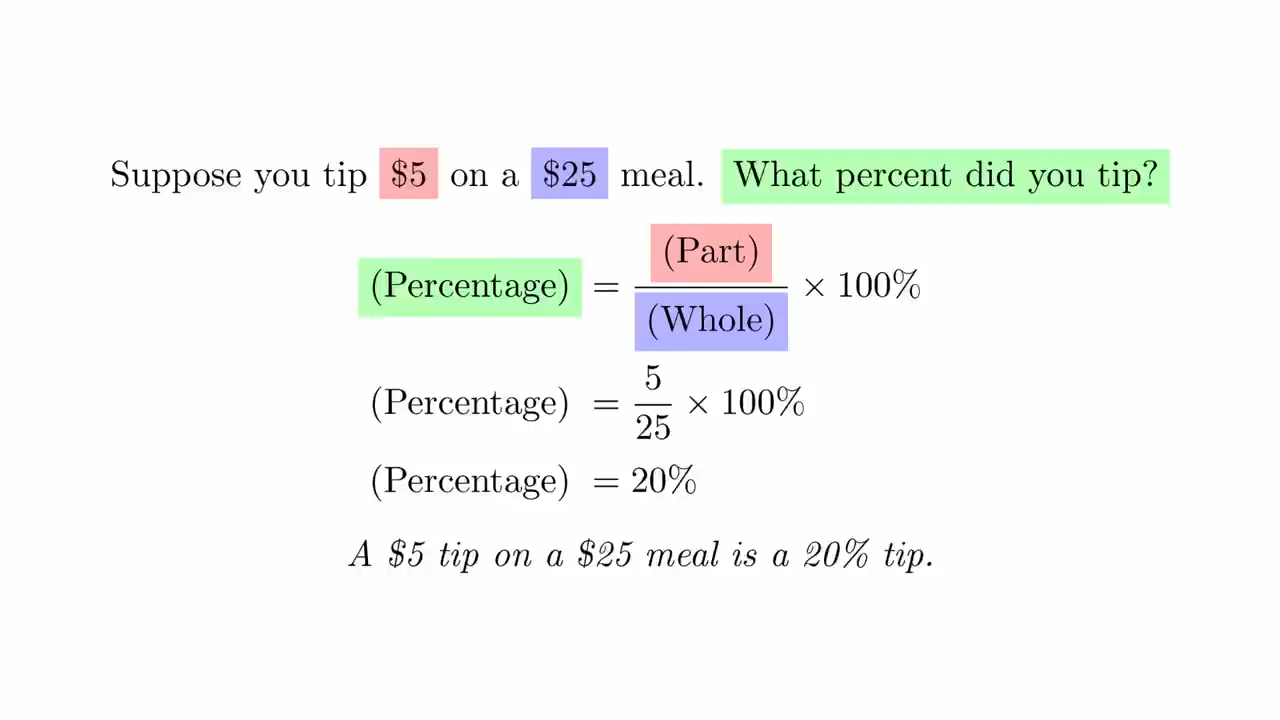 Suppose you tip $5 on a $25 meal. What percent did you tip?
(Percentage) = (Part) / (Whole) × 100%
(Percentage) = 5 / 25 × 100%
(Percentage) = 20%
A $5 tip on a $25 meal is a 20% tip.